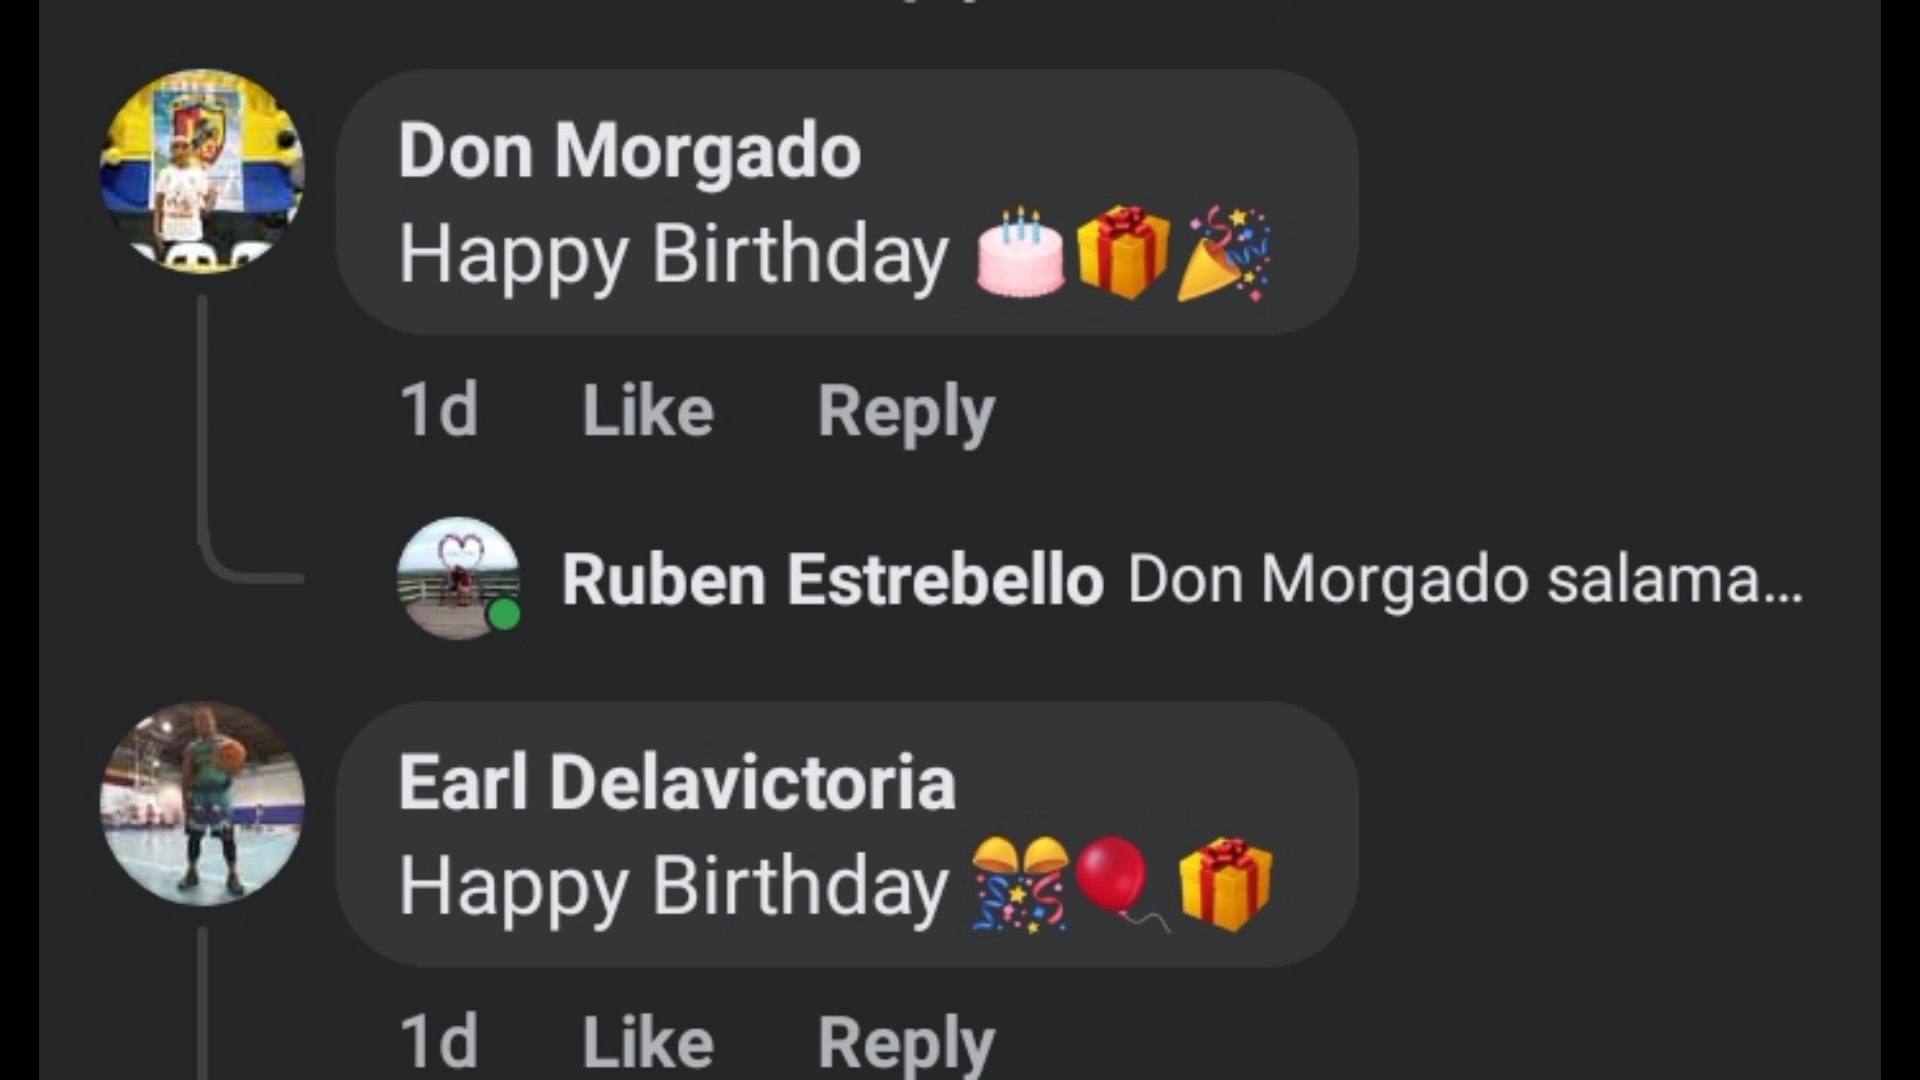 Don Morgado
Happy Birthday 🎂🎁🎉
1d Like Reply
Ruben Estrebello Don Morgado salama...
Earl Delavictoria
Happy Birthday 🎊🎈🎁
1d Like Reply